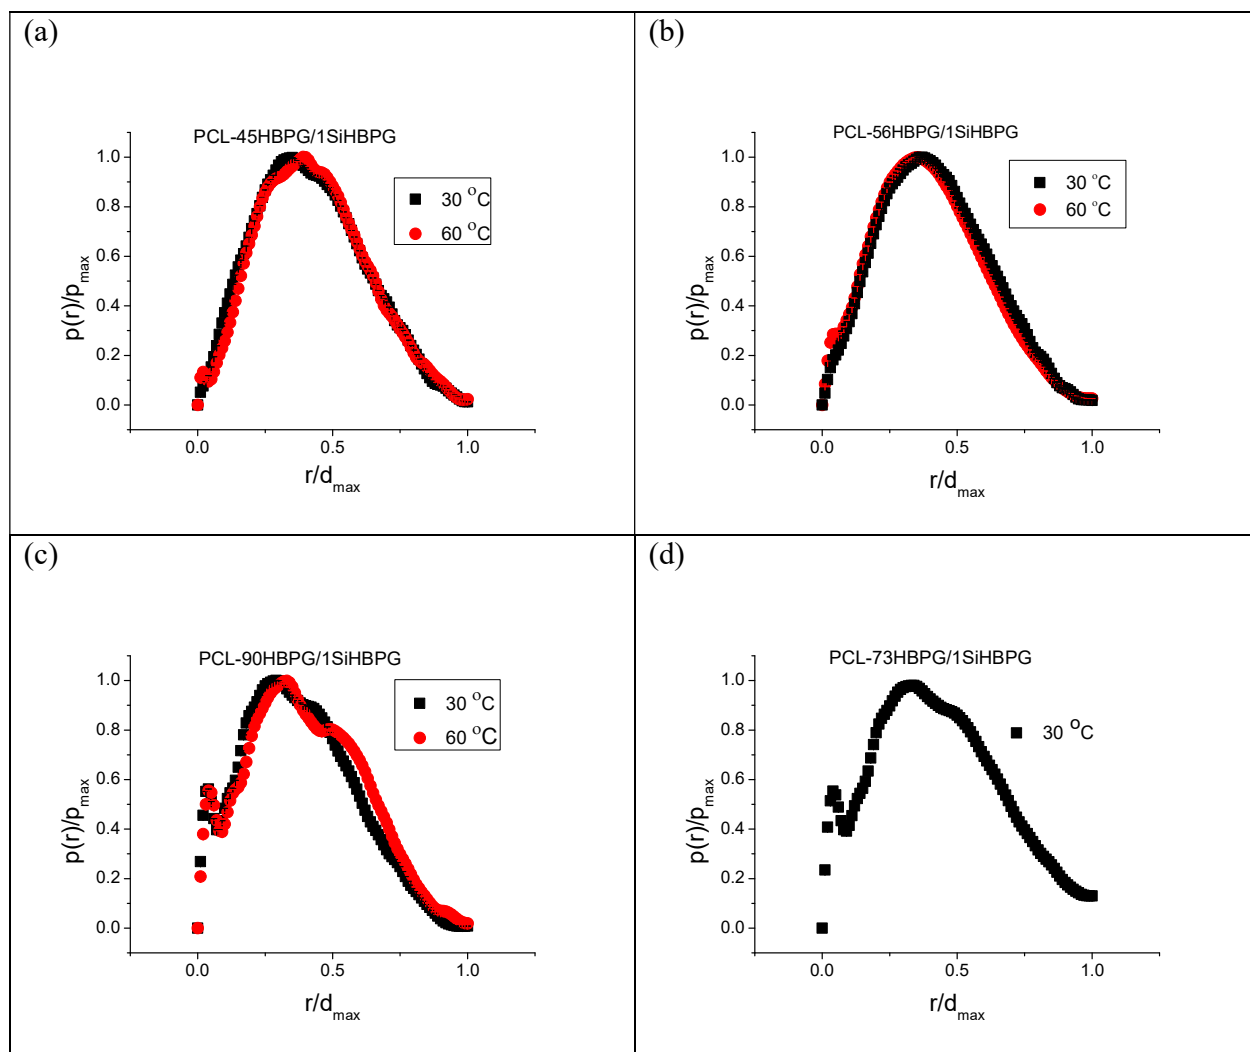 (a)
PCL-45HBPG/1SiHBPG
30 °C
60 °C
1.0
0.8
0.6
0.4
0.2
0.0
p(r)/pmax
0.0 0.5 1.0
r/dmax
(b)
PCL-56HBPG/1SiHBPG
30 °C
60 °C
1.0
0.8
0.6
0.4
0.2
0.0
p(r)/pmax
0.0 0.5 1.0
r/dmax
(c)
PCL-90HBPG/1SiHBPG
30 °C
60 °C
1.0
0.8
0.6
0.4
0.2
0.0
p(r)/pmax
0.0 0.5 1.0
r/dmax
(d)
PCL-73HBPG/1SiHBPG
30 °C
1.0
0.8
0.6
0.4
0.2
0.0
p(r)/pmax
0.0 0.5 1.0
r/dmax